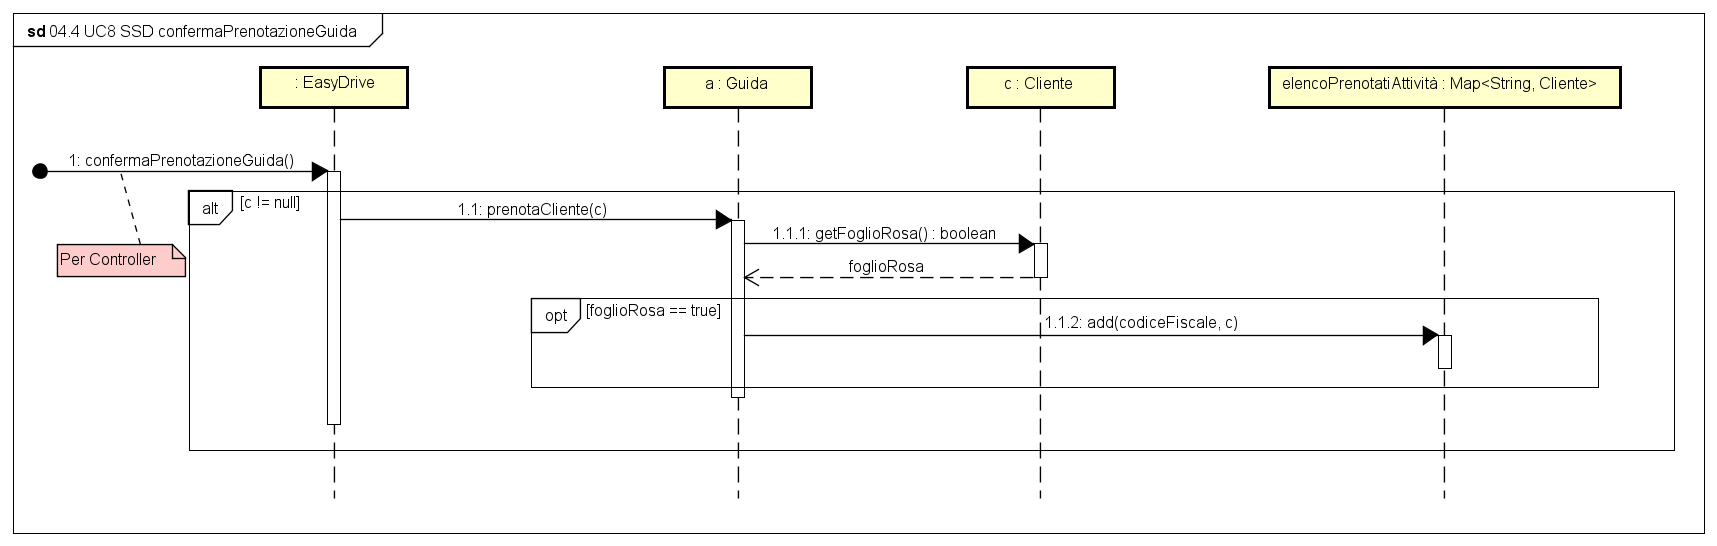 sd 04.4 UC8 SSD confermaPrenotazioneGuida
: EasyDrive
a : Guida
c : Cliente
elencoPrenotatiAttività : Map<String, Cliente>
1: confermaPrenotazioneGuida()
alt
[c != null]
1.1: prenotaCliente(c)
1.1.1: getFoglioRosa() : boolean
Per Controller
foglioRosa
opt
[foglioRosa == true]
1.1.2: add(codiceFiscale, c)